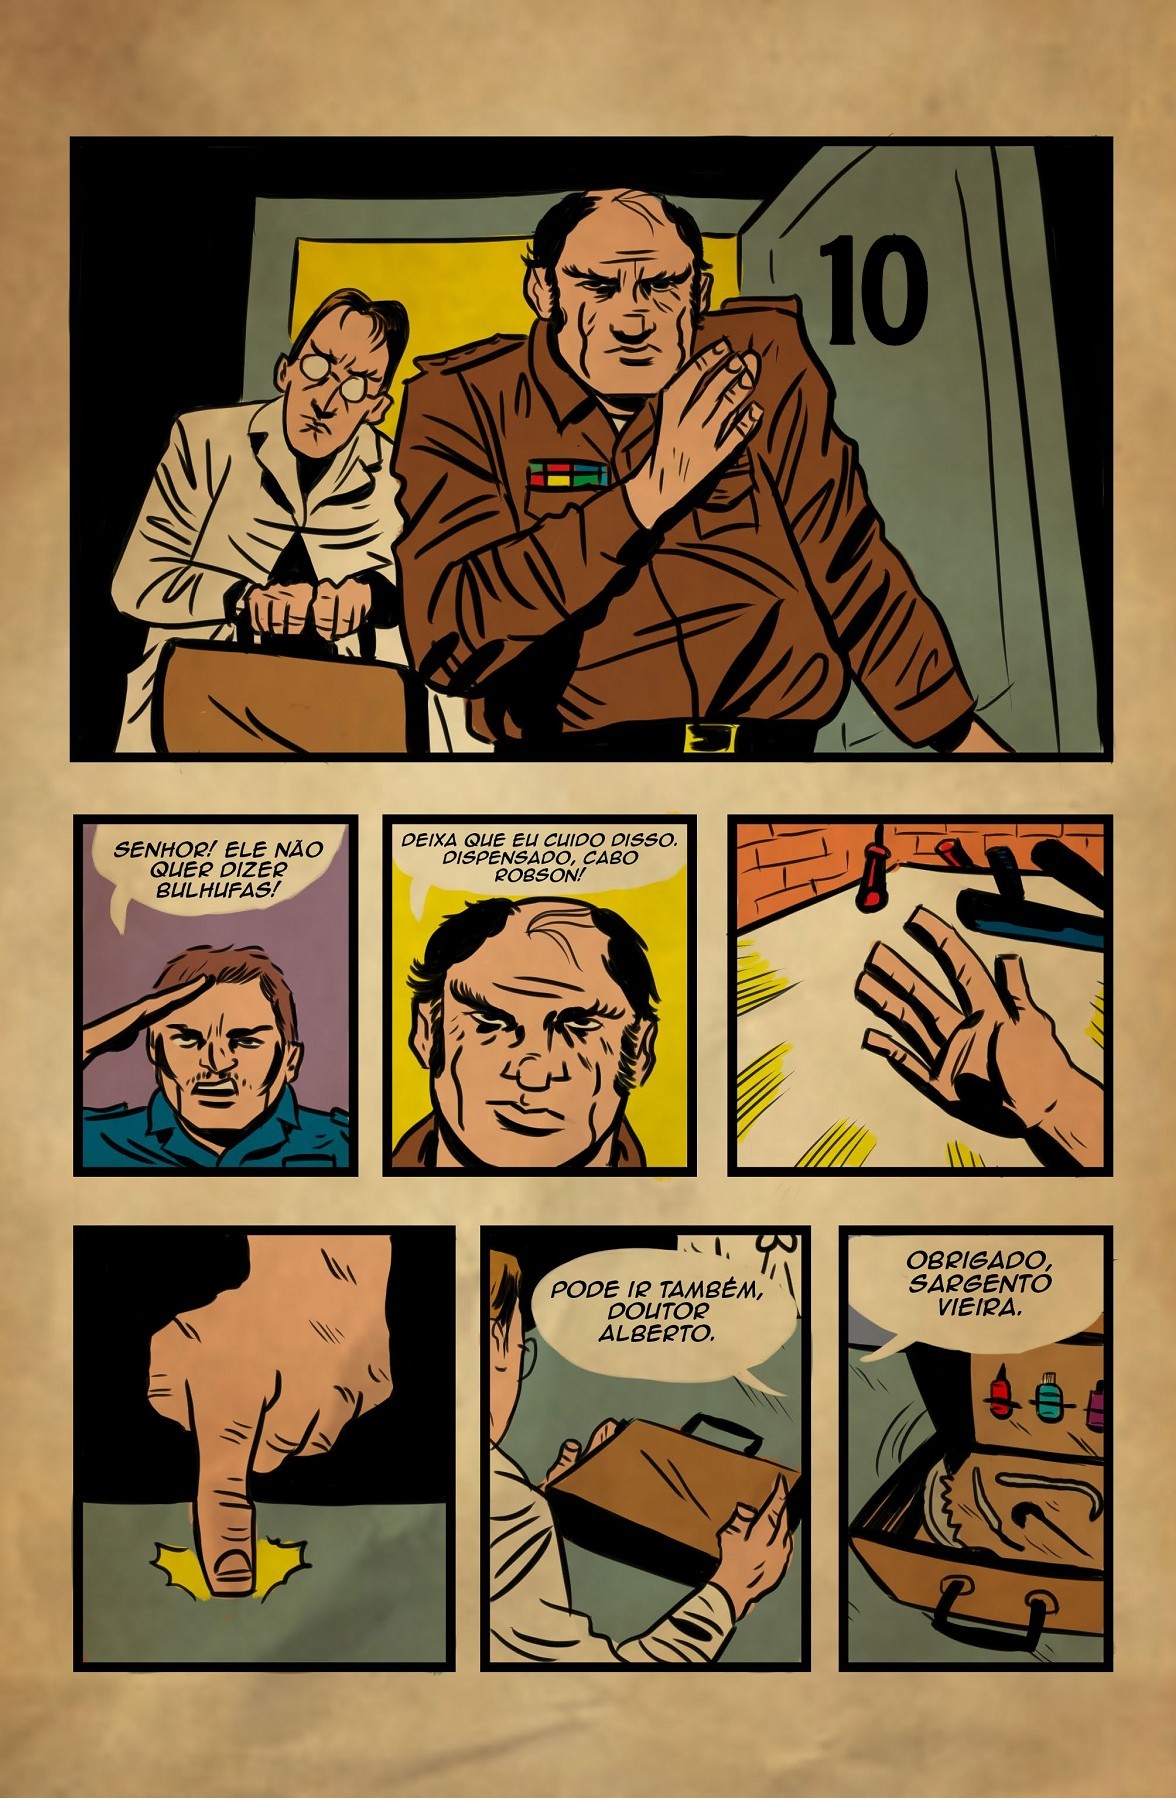 10
SENHOR! ELE NÃO
QUER DIZER
BULHUFAS!
DEIXA QUE EU CUIDO DISSO.
DISPENSADO, CABO
ROBSON!
PODE IR TAMBÉM,
DOUTOR
ALBERTO.
OBRIGADO,
SARGENTO
VIEIRA.